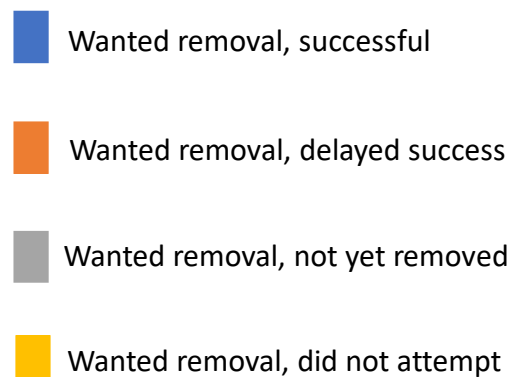 Wanted removal, successful
Wanted removal, delayed success
Wanted removal, not yet removed
Wanted removal, did not attempt